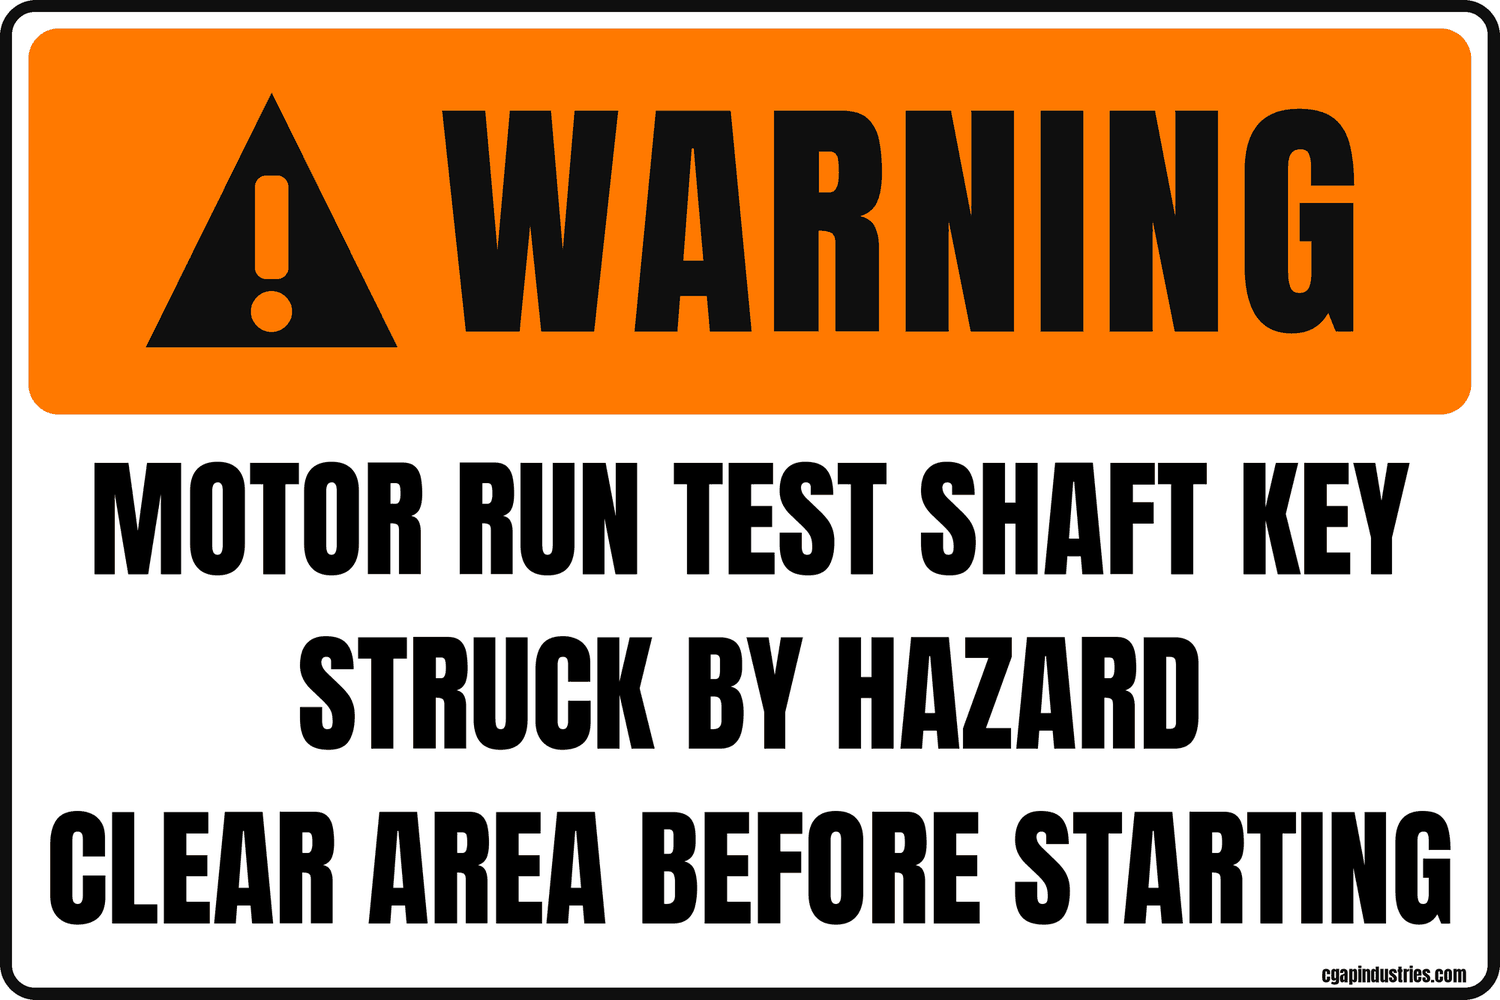 WARNING
MOTOR RUN TEST SHAFT KEY
STRUCK BY HAZARD
CLEAR AREA BEFORE STARTING
cgapindustries.com